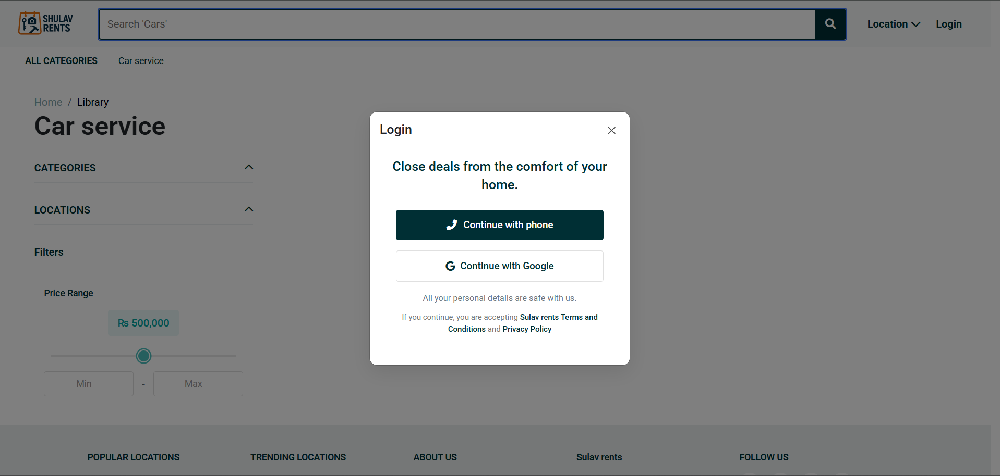 SHULAV
RENTS
Search 'Cars'
Location
Login
ALL CATEGORIES
Car service
Home / Library
Car service
CATEGORIES
LOCATIONS
Filters
Price Range
Rs 500,000
Min
-
Max
Login
Close deals from the comfort of your
home.
Continue with phone
Continue with Google
All your personal details are safe with us.
If you continue, you are accepting Sulav rents Terms and
Conditions and Privacy Policy
POPULAR LOCATIONS
TRENDING LOCATIONS
ABOUT US
Sulav rents
FOLLOW US